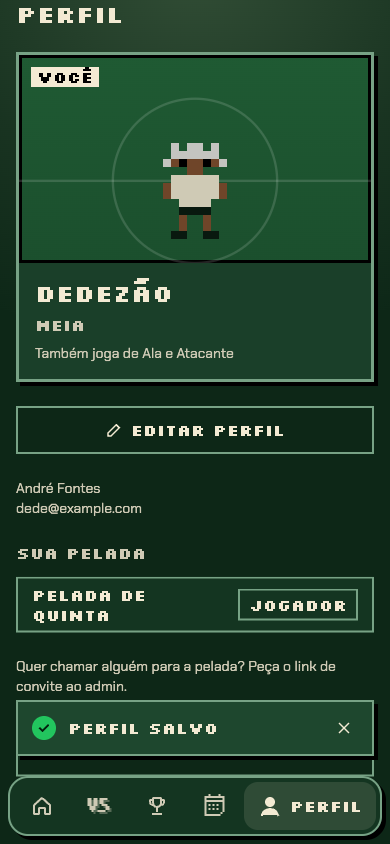 PERFIL
VOCÊ
DEDEZÃO
MEIA
Também joga de Ala e Atacante
EDITAR PERFIL
André Fontes
dede@example.com
SUA PELADA
PELADA DE
QUINTA
JOGADOR
Quer chamar alguém para a pelada? Peça o link de
convite ao admin.
PERFIL SALVO
VS
PERFIL